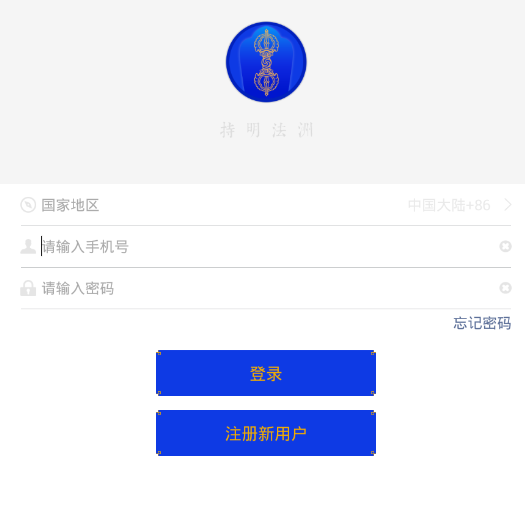 持明法洲
国家地区 中国大陆+86
请输入手机号
请输入密码
忘记密码
登录
注册新用户